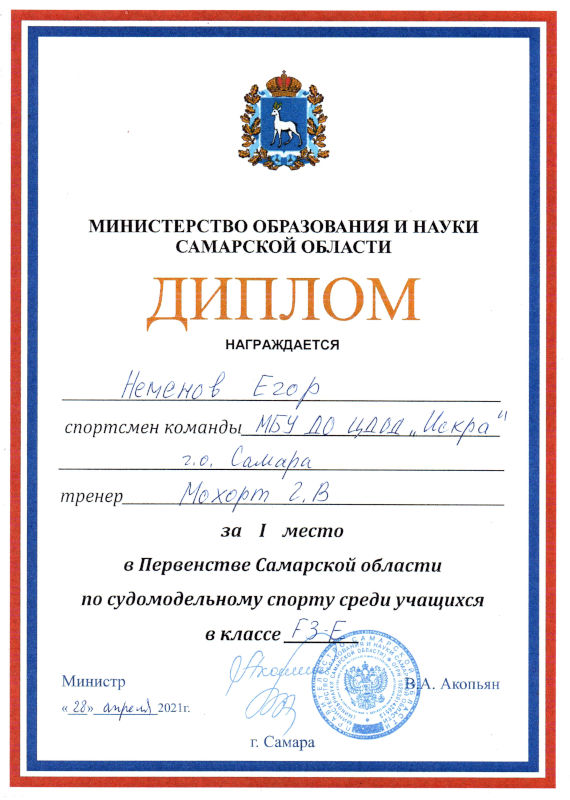 МИНИСТЕРСТВО ОБРАЗОВАНИЯ И НАУКИ
САМАРСКОЙ ОБЛАСТИ
ДИПЛОМ
НАГРАЖДАЕТСЯ
Неменов Егор
спортсмен команды МБУ ДО ЦДОД „Искра"
г.о. Самара
тренер Мохорт Г.В
за I место
в Первенстве Самарской области
по судомодельному спорту среди учащихся
в классе F3-E
Министр В.А. Акопьян
«28» апреля 2021г.
г. Самара